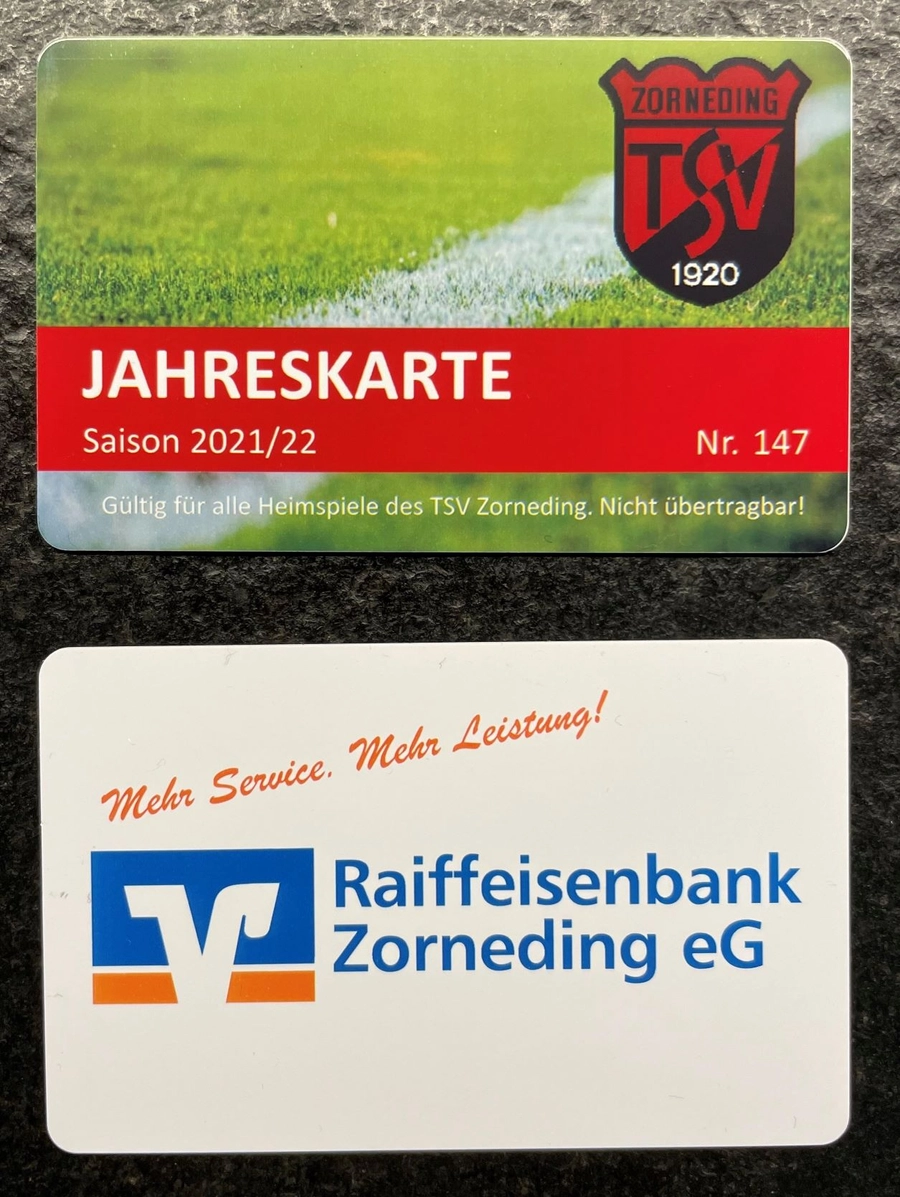 ZORNEDING
TSV
1920
JAHRESKARTE
Saison 2021/22
Nr. 147
Gültig für alle Heimspiele des TSV Zorneding. Nicht übertragbar!
Mehr Service. Mehr Leistung!
Raiffeisenbank
Zorneding eG